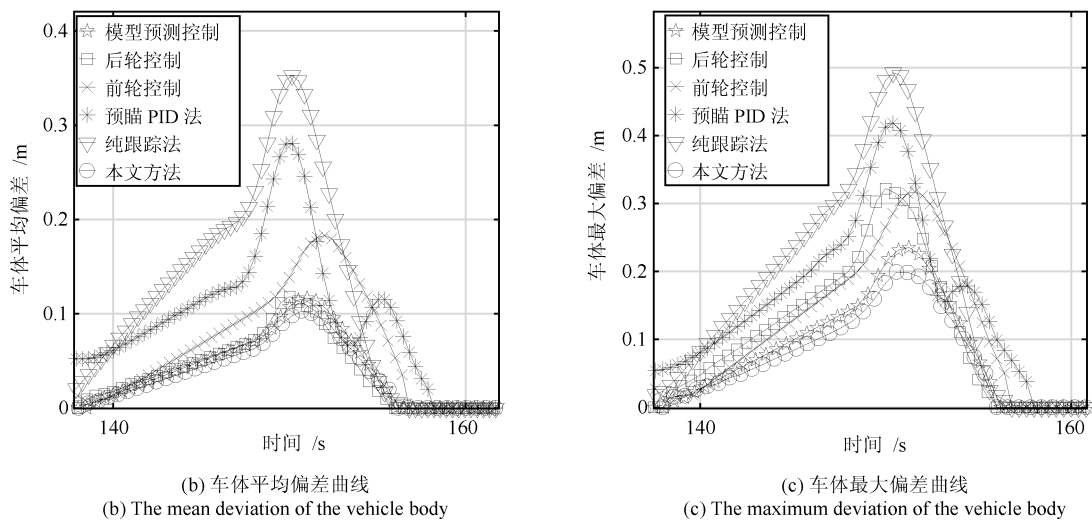 0.4
0.3
0.2
0.1
0
车体平均偏差 /m
模型预测控制
后轮控制
前轮控制
预瞄 PID 法
纯跟踪法
本文方法
140
160
时间 /s
(b) 车体平均偏差曲线
(b) The mean deviation of the vehicle body
0.5
0.4
0.3
0.2
0.1
0
车体最大偏差 /m
模型预测控制
后轮控制
前轮控制
预瞄 PID 法
纯跟踪法
本文方法
140
160
时间 /s
(c) 车体最大偏差曲线
(c) The maximum deviation of the vehicle body